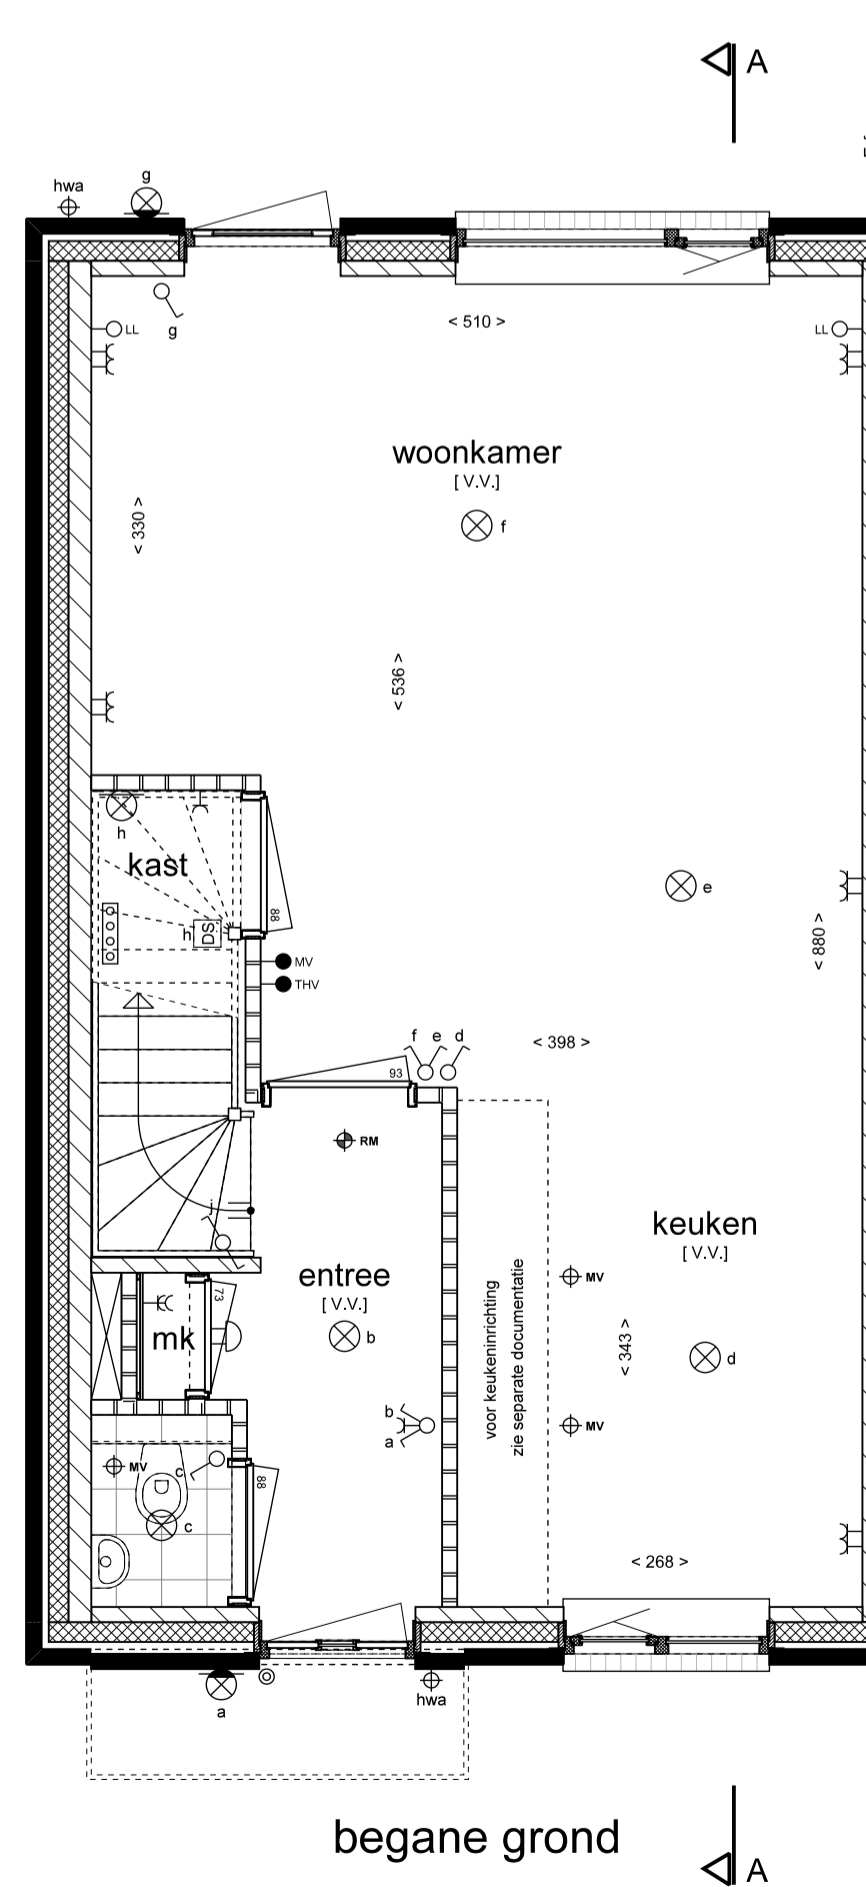 A
hwa
g
g
LL
LL
< 510 >
woonkamer
[ V.V.]
f
< 330 >
< 536 >
h
kast
88
e
h
DS
MV
THV
< 880 >
f e d
< 398 >
93
RM
keuken
[ V.V.]
j
entree
[ V.V.]
MV
73
mk
b
voor keukeninrichting
zie separate documentatie
< 343 >
d
b
a
MV
MV
c
88
c
< 268 >
a
hwa
begane grond
A